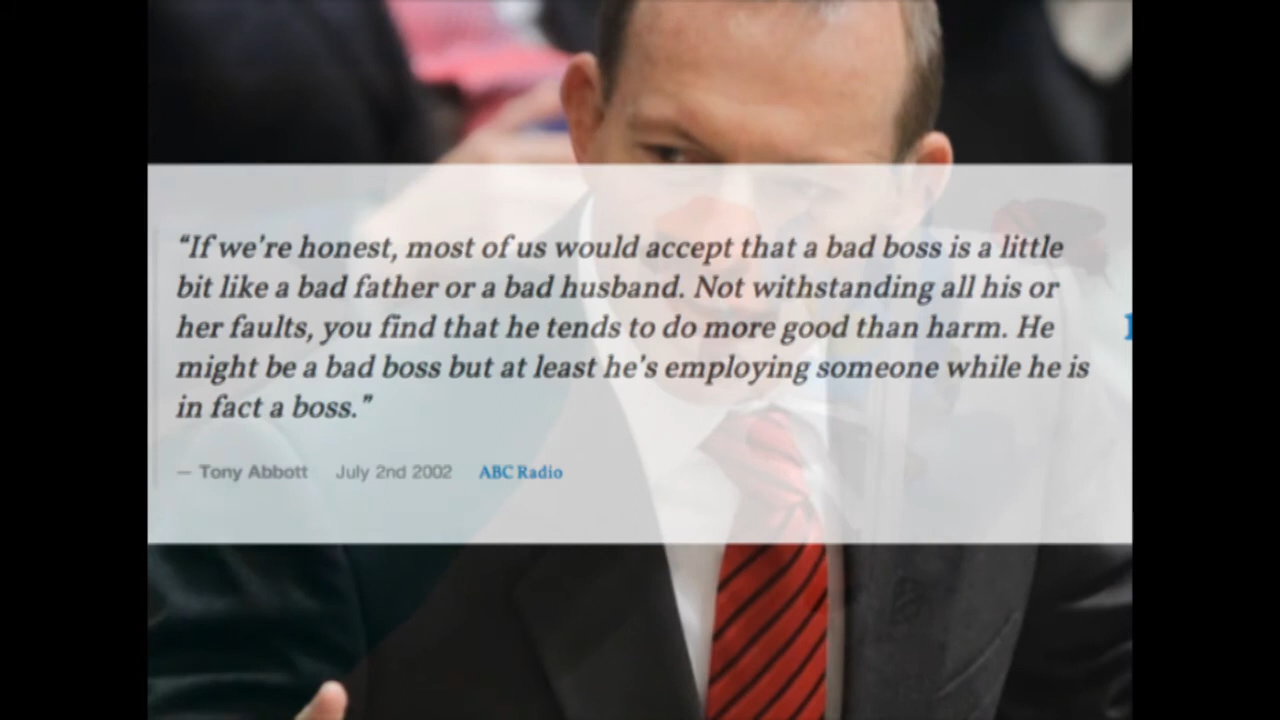 “If we’re honest, most of us would accept that a bad boss is a little
bit like a bad father or a bad husband. Not withstanding all his or
her faults, you find that he tends to do more good than harm. He
might be a bad boss but at least he’s employing someone while he is
in fact a boss.”
— Tony Abbott July 2nd 2002 ABC Radio